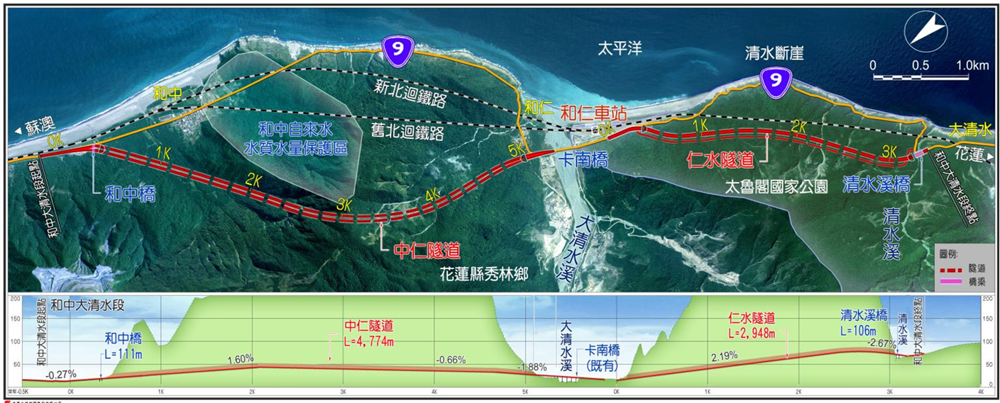 9
太平洋
清水斷崖
9
0 0.5 1.0km
和中
新北迴鐵路
和仁
和仁車站
蘇澳
0K
和中自來水
水質水量保護區
舊北迴鐵路
0K
1K
2K
大清水
1K
5K
卡南橋
仁水隧道
3K
花蓮
和中大清水段起點
和中橋
2K
3K
4K
太魯閣國家公園
清水溪橋
和中大清水段終點
中仁隧道
大清水溪
清水溪
花蓮縣秀林鄉
圖例:
隧道
橋梁
和中大清水段
200
150
100
50
0
200
150
100
50
0
和中大清水段起點
和中橋
L=111m
中仁隧道
L=4,774m
大清水溪
卡南橋
(既有)
仁水隧道
L=2,948m
清水溪橋
L=106m
清水溪
和中大清水段終點
-0.27%
1.60%
-0.66%
-1.88%
2.19%
-2.67%
-0.5K 0K 1K 2K 3K 4K 5K 0K 1K 2K 3K 4K